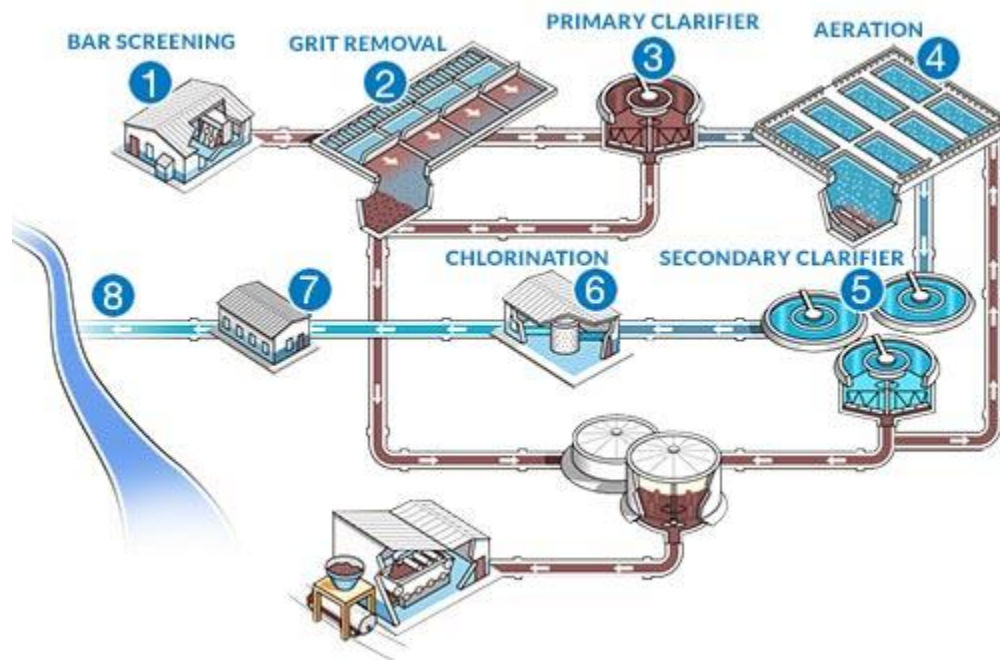 BAR SCREENING
1
GRIT REMOVAL
2
PRIMARY CLARIFIER
3
AERATION
4
SECONDARY CLARIFIER
5
CHLORINATION
6
7
8